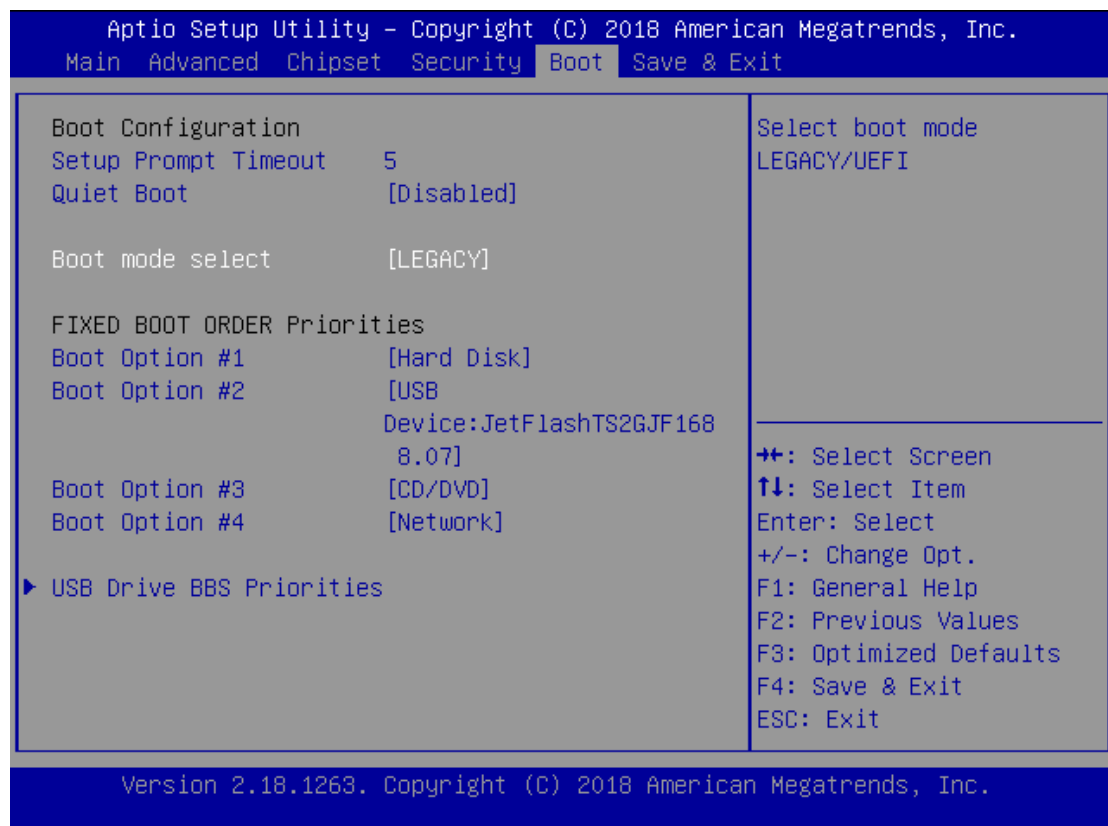 Aptio Setup Utility – Copyright (C) 2018 American Megatrends, Inc.
Main Advanced Chipset Security Boot Save & Exit
Boot Configuration
Setup Prompt Timeout 5
Quiet Boot [Disabled]
Boot mode select [LEGACY]
FIXED BOOT ORDER Priorities
Boot Option #1 [Hard Disk]
Boot Option #2 [USB
Device:JetFlashTS2GJF168
8.07]
Boot Option #3 [CD/DVD]
Boot Option #4 [Network]
▶ USB Drive BBS Priorities
Select boot mode
LEGACY/UEFI
→←: Select Screen
↑↓: Select Item
Enter: Select
+/-: Change Opt.
F1: General Help
F2: Previous Values
F3: Optimized Defaults
F4: Save & Exit
ESC: Exit
Version 2.18.1263. Copyright (C) 2018 American Megatrends, Inc.